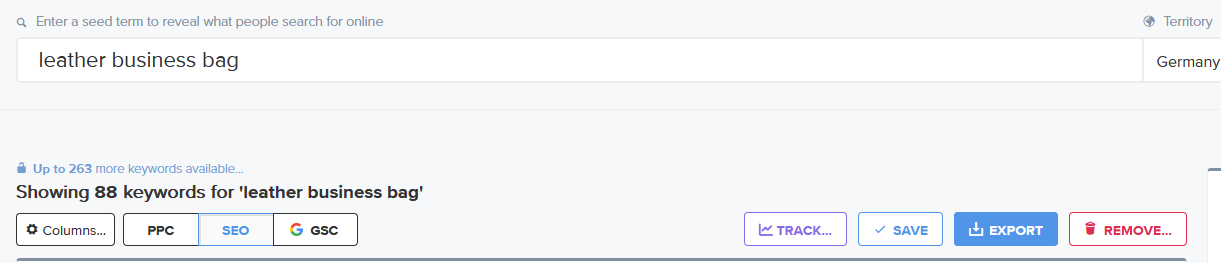 Enter a seed term to reveal what people search for online
Territory
leather business bag
Germany
Up to 263 more keywords available...
Showing 88 keywords for 'leather business bag'
Columns...
PPC
SEO
GSC
TRACK...
SAVE
EXPORT
REMOVE...